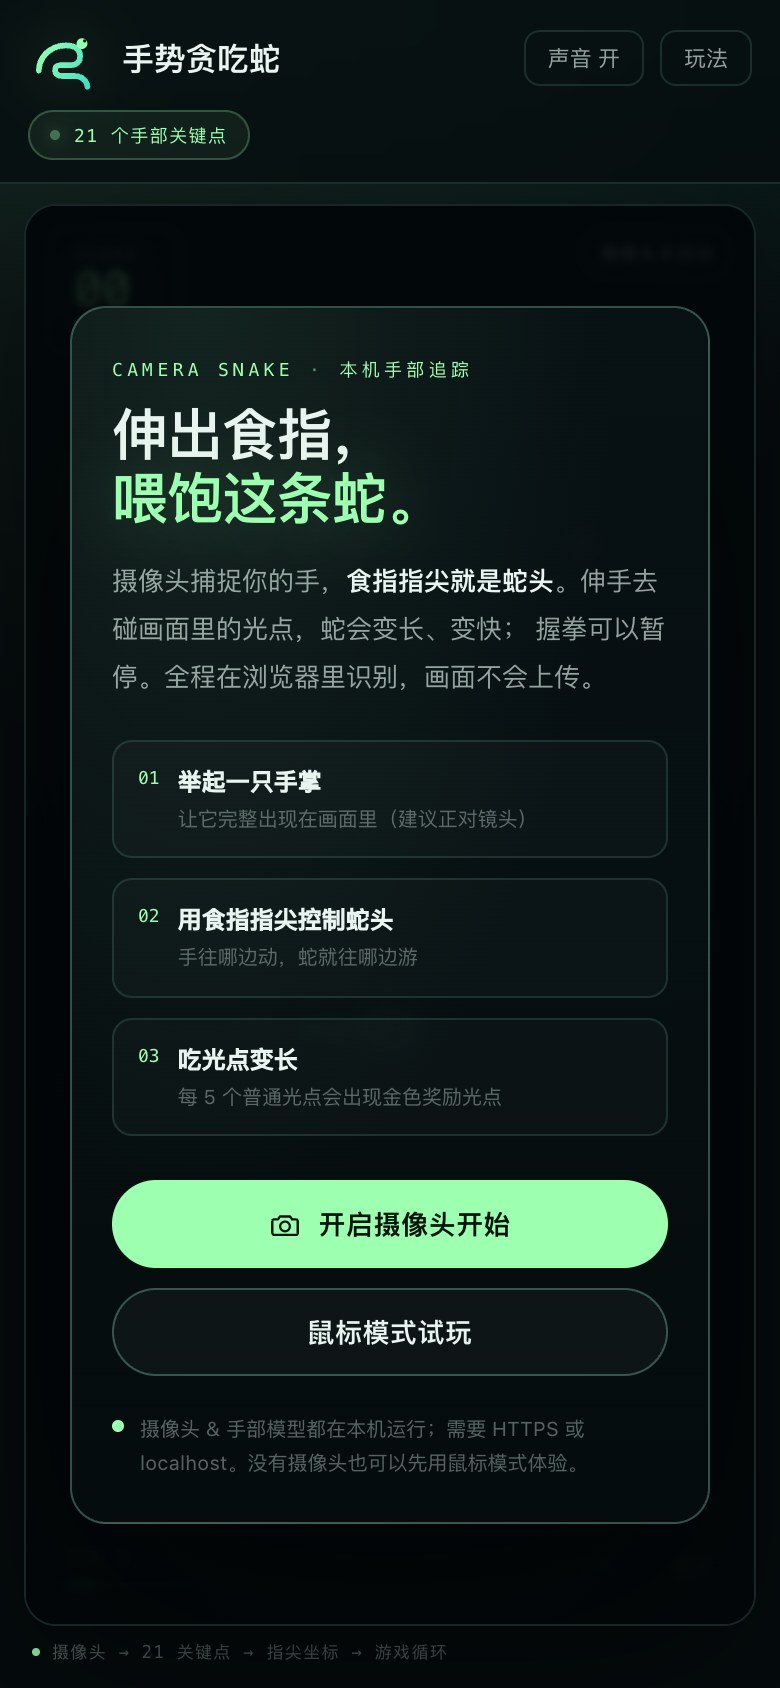 手势贪吃蛇
声音 开
玩法
21 个手部关键点
00
CAMERA SNAKE · 本机手部追踪
伸出食指，
喂饱这条蛇。
摄像头捕捉你的手，食指指尖就是蛇头。伸手去
碰画面里的光点，蛇会变长、变快； 握拳可以暂
停。全程在浏览器里识别，画面不会上传。
01 举起一只手掌
让它完整出现在画面里（建议正对镜头）
02 用食指指尖控制蛇头
手往哪边动，蛇就往哪边游
03 吃光点变长
每 5 个普通光点会出现金色奖励光点
开启摄像头开始
鼠标模式试玩
摄像头 & 手部模型都在本机运行；需要 HTTPS 或
localhost。没有摄像头也可以先用鼠标模式体验。
摄像头 → 21 关键点 → 指尖坐标 → 游戏循环